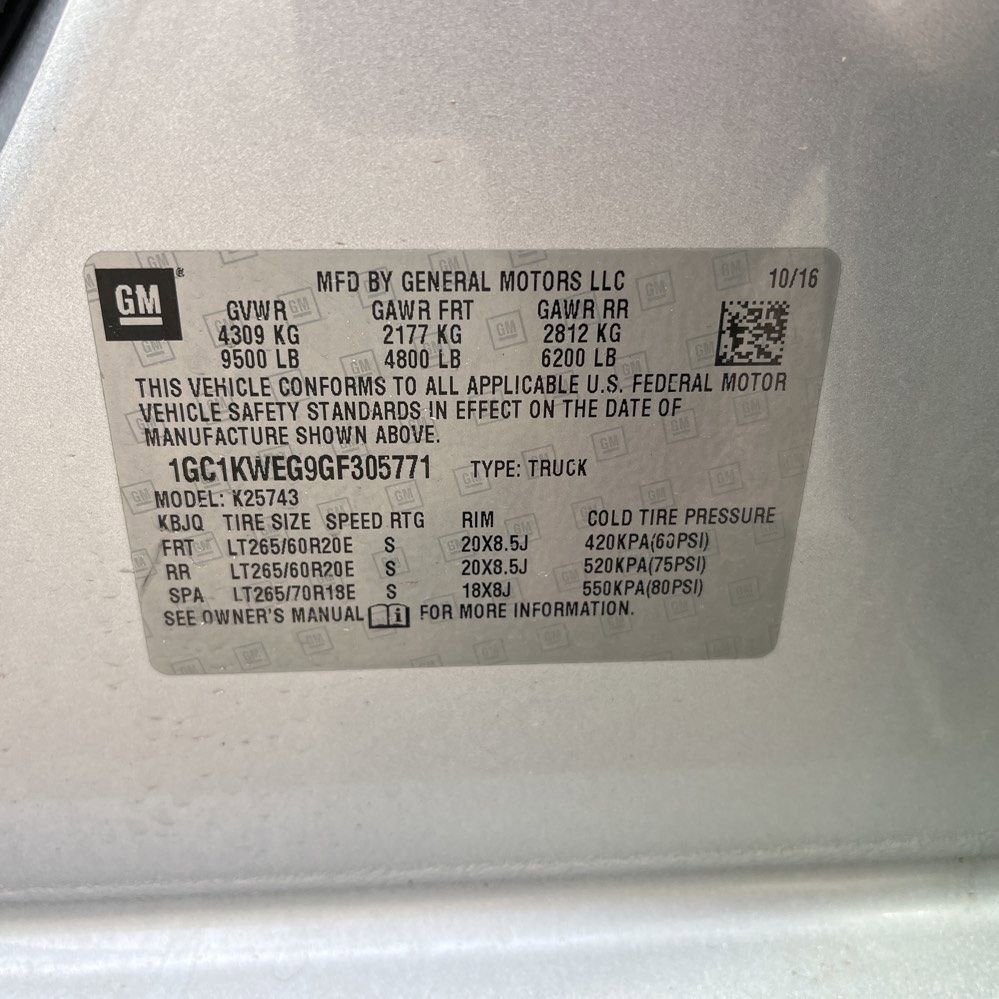 GM ® MFD BY GENERAL MOTORS LLC 10/16
GVWR GAWR FRT GAWR RR
4309 KG 2177 KG 2812 KG
9500 LB 4800 LB 6200 LB
THIS VEHICLE CONFORMS TO ALL APPLICABLE U.S. FEDERAL MOTOR
VEHICLE SAFETY STANDARDS IN EFFECT ON THE DATE OF
MANUFACTURE SHOWN ABOVE.
1GC1KWEG9GF305771 TYPE: TRUCK
MODEL: K25743
KBJQ TIRE SIZE SPEED RTG RIM COLD TIRE PRESSURE
FRT LT265/60R20E S 20X8.5J 420KPA(60PSI)
RR LT265/60R20E S 20X8.5J 520KPA(75PSI)
SPA LT265/70R18E S 18X8J 550KPA(80PSI)
SEE OWNER'S MANUAL FOR MORE INFORMATION.